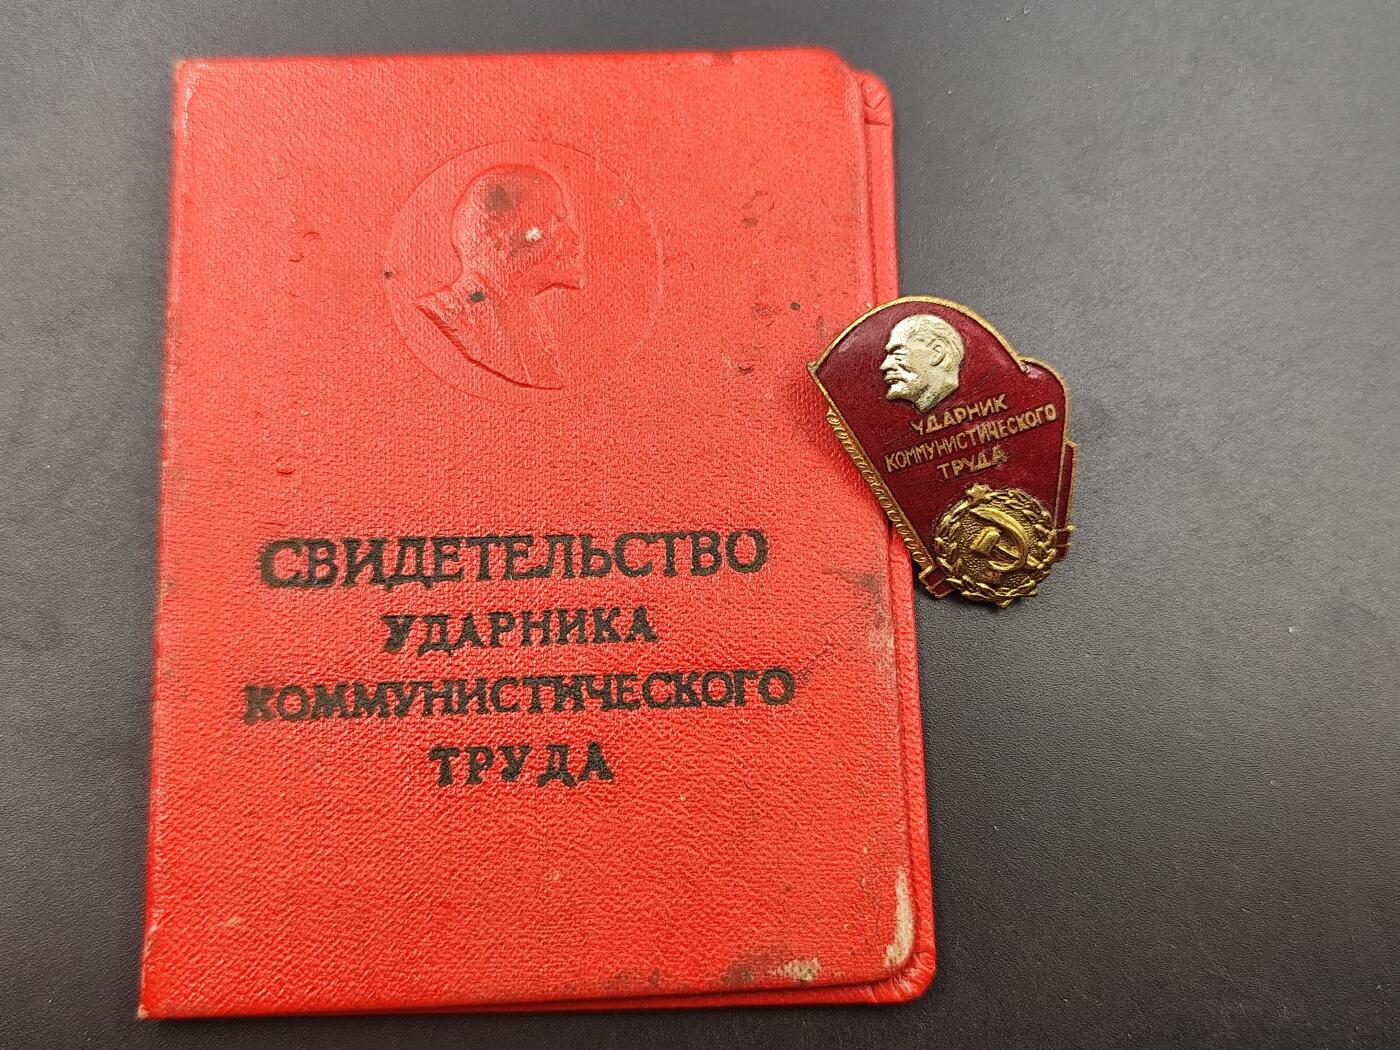 СВИДЕТЕЛЬСТВО
УДАРНИКА
КОММУНИСТИЧЕСКОГО
ТРУДА
УДАРНИК
КОММУНИСТИЧЕСКОГО
ТРУДА